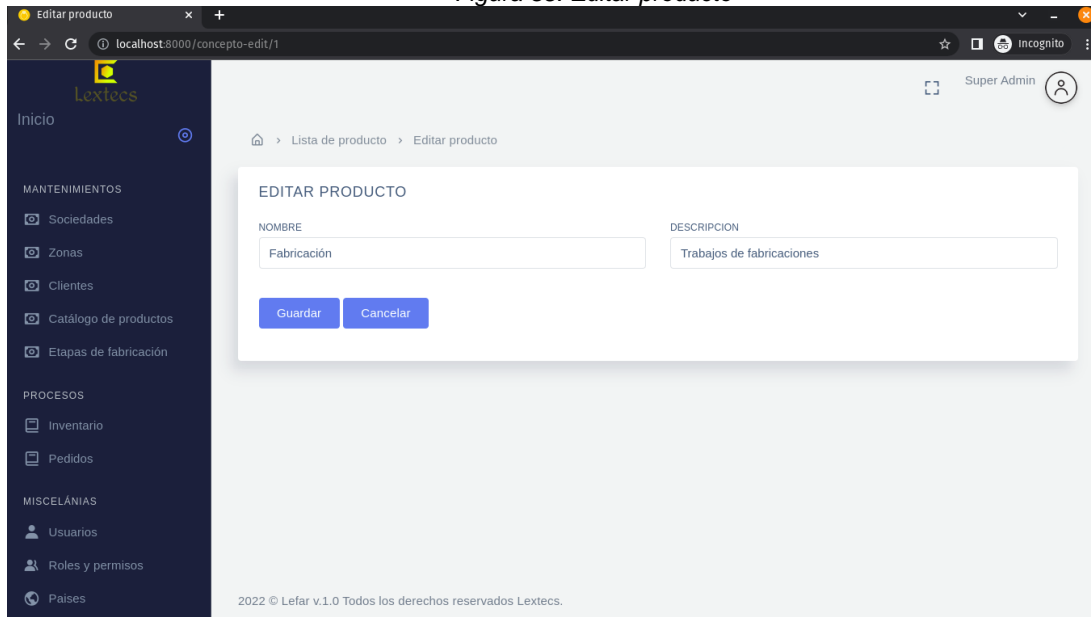 Editar producto
localhost:8000/concepto-edit/1
Incognito
Lextecs
Inicio
MANTENIMIENTOS
Sociedades
Zonas
Clientes
Catálogo de productos
Etapas de fabricación
PROCESOS
Inventario
Pedidos
MISCELÁNIAS
Usuarios
Roles y permisos
Paises
Super Admin
Lista de producto > Editar producto
EDITAR PRODUCTO
NOMBRE
Fabricación
DESCRIPCION
Trabajos de fabricaciones
Guardar
Cancelar
2022 © Lefar v.1.0 Todos los derechos reservados Lextecs.